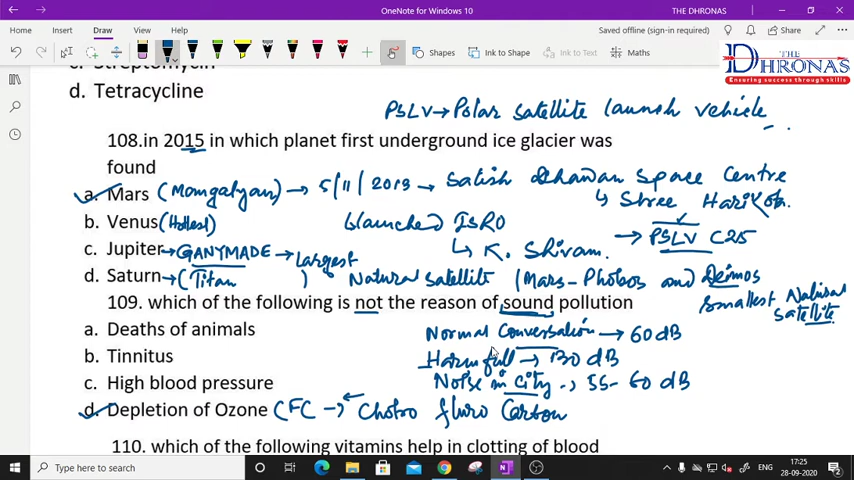 OneNote for Windows 10
THE DHRONAS
Home Insert Draw View Help
Saved offline (sign-in required) Share
Shapes Ink to Shape Ink to Text Maths
THE
DHRONAS
Ensuring success through skills
c. Streptomycin
d. Tetracycline
PSLV → Polar satellite launch vehicle
108.in 2015 in which planet first underground ice glacier was
found
a. Mars (Momgalyan) → 5/11/2013 → Satish Dhawan Space Centre
↳ Shree Harikota.
b. Venus (Hottest) (launched) ISRO → PSLV C25
↳ K. Shivam.
c. Jupiter → GANYMADE → Largest
d. Saturn → (Titan ) Natural satellite (Mars - Phobos and Deimos
smallest Natural
satellite
109. which of the following is not the reason of sound pollution
a. Deaths of animals
Normal Conversation → 60 dB
b. Tinnitus
Harmfull → 130 dB
c. High blood pressure
Noise in city → 55- 60 dB
d. Depletion of Ozone CFC → Chloro fluro Carbon
110. which of the following vitamins help in clotting of blood
Type here to search
ENG
17:25
28-09-2020
2